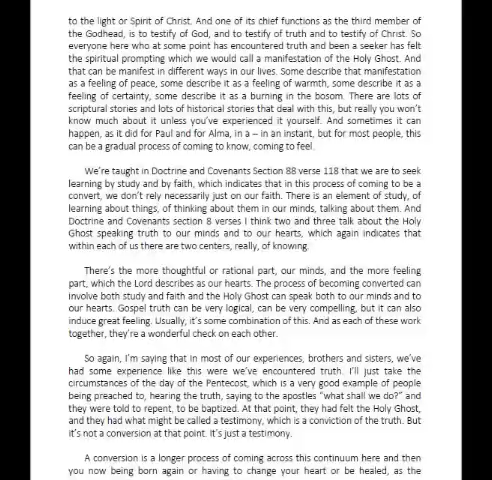 to the light or Spirit of Christ. And one of its chief functions as the third member of
the Godhead, is to testify of God, and to testify of truth and to testify of Christ. So
everyone here who at some point has encountered truth and been a seeker has felt
the spiritual prompting which we would call a manifestation of the Holy Ghost. And
that can be manifest in different ways in our lives. Some describe that manifestation
as a feeling of peace, some describe it as a feeling of warmth, some describe it as a
feeling of certainty, some describe it as a burning in the bosom. There are lots of
scriptural stories and lots of historical stories that deal with this, but really you won't
know much about it unless you've experienced it yourself. And sometimes it can
happen, as it did for Paul and for Alma, in a – in an instant, but for most people, this
can be a gradual process of coming to know, coming to feel.
We're taught in Doctrine and Covenants Section 88 verse 118 that we are to seek
learning by study and by faith, which indicates that in this process of coming to be a
convert, we don't rely necessarily just on our faith. There is an element of study, of
learning about things, of thinking about them in our minds, talking about them. And
Doctrine and Covenants section 8 verses I think two and three talk about the Holy
Ghost speaking truth to our minds and to our hearts, which again indicates that
within each of us there are two centers, really, of knowing.
There's the more thoughtful or rational part, our minds, and the more feeling
part, which the Lord describes as our hearts. The process of becoming converted can
involve both study and faith and the Holy Ghost can speak both to our minds and to
our hearts. Gospel truth can be very logical, can be very compelling, but it can also
induce great feeling. Usually, it's some combination of this. And as each of these work
together, they're a wonderful check on each other.
So again, I'm saying that in most of our experiences, brothers and sisters, we've
had some experience like this were we've encountered truth. I'll just take the
circumstances of the day of the Pentecost, which is a very good example of people
being preached to, hearing the truth, saying to the apostles "what shall we do?" and
they were told to repent, to be baptized. At that point, they had felt the Holy Ghost,
and they had what might be called a testimony, which is a conviction of the truth. But
it's not a conversion at that point. It's just a testimony.
A conversion is a longer process of coming across this continuum here and then
you now being born again or having to change your heart or be healed, as the